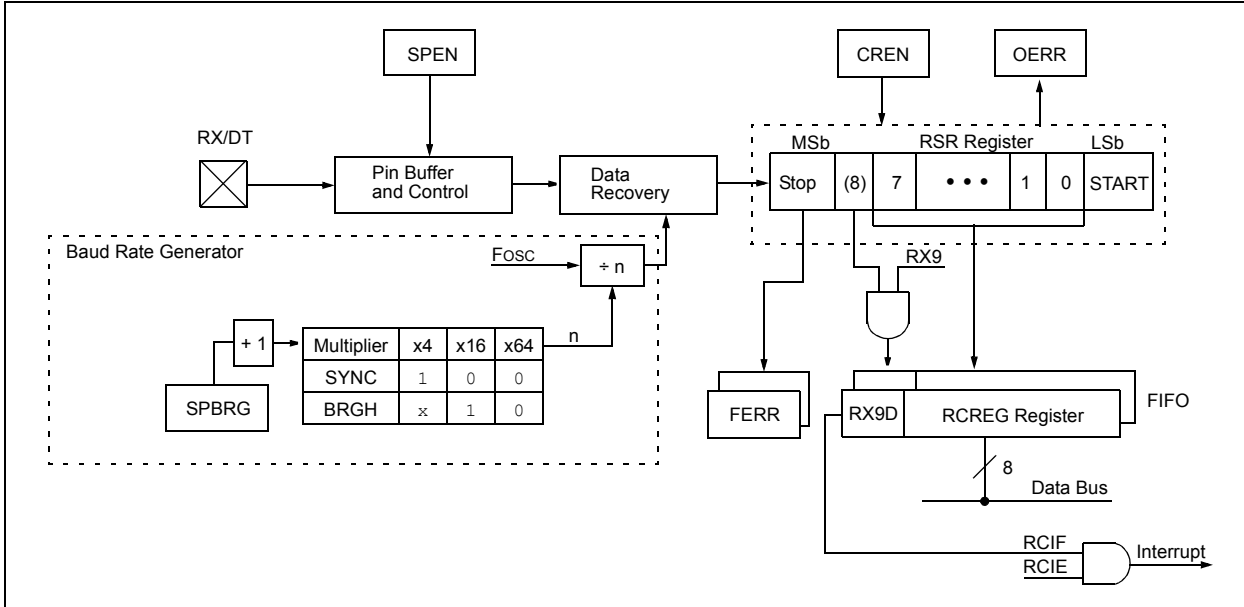 SPEN
CREN
OERR
RX/DT
MSb
RSR Register
LSb
Pin Buffer
and Control
Data
Recovery
Stop
(8)
7
• • •
1
0
START
Baud Rate Generator
FOSC
÷ n
RX9
n
+ 1
Multiplier x4 x16 x64
SYNC 1 0 0
BRGH x 1 0
SPBRG
FERR
RX9D
RCREG Register
FIFO
8
Data Bus
RCIF
RCIE
Interrupt